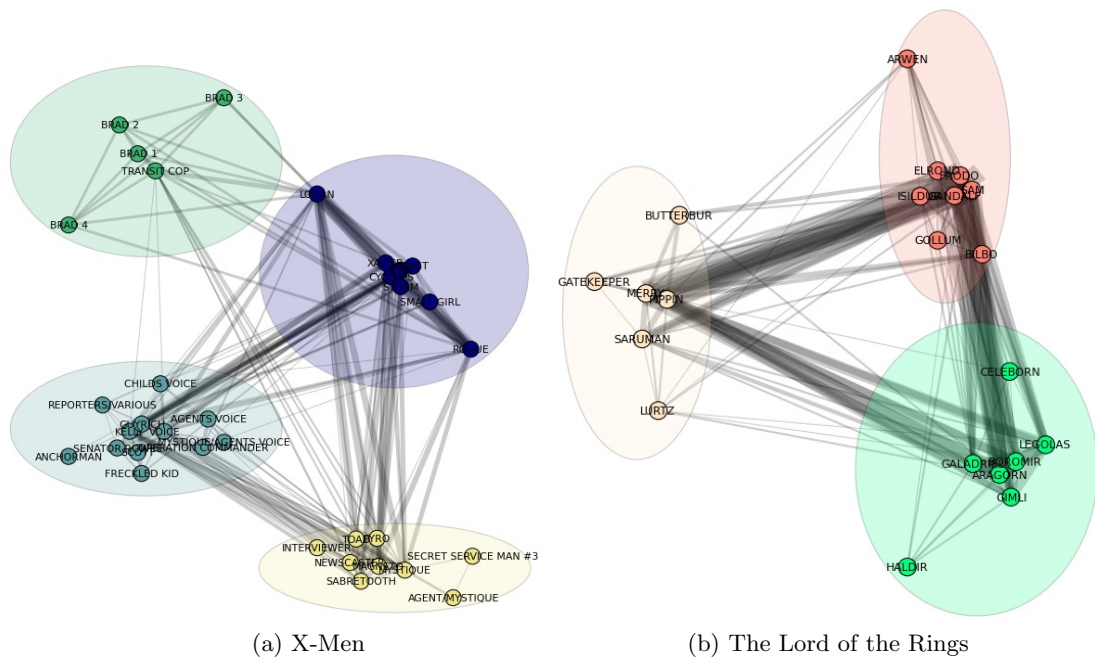 BRAD 3
BRAD 2
BRAD 1
TRANSIT COP
BRAD 4
LOGAN
SMALL GIRL
ROGUE
CHILDS VOICE
REPORTERS/VARIOUS
AGENTS VOICE
MYSTIQUE/AGENTS VOICE
ANCHORMAN
FRECKLED KID
TOAD
PYRO
INTERVIEWER
SECRET SERVICE MAN #3
NEWSCASTER
MYSTIQUE
SABRETOOTH
AGENT/MYSTIQUE
(a) X-Men
ARWEN
ELROND
FRODO
SAM
ISILDUR
GANDALF
GOLLUM
BILBO
BUTTERBUR
GATEKEEPER
MERRY
PIPPIN
SARUMAN
LURTZ
CELEBORN
LEGOLAS
GALADRIEL
BOROMIR
ARAGORN
GIMLI
HALDIR
(b) The Lord of the Rings